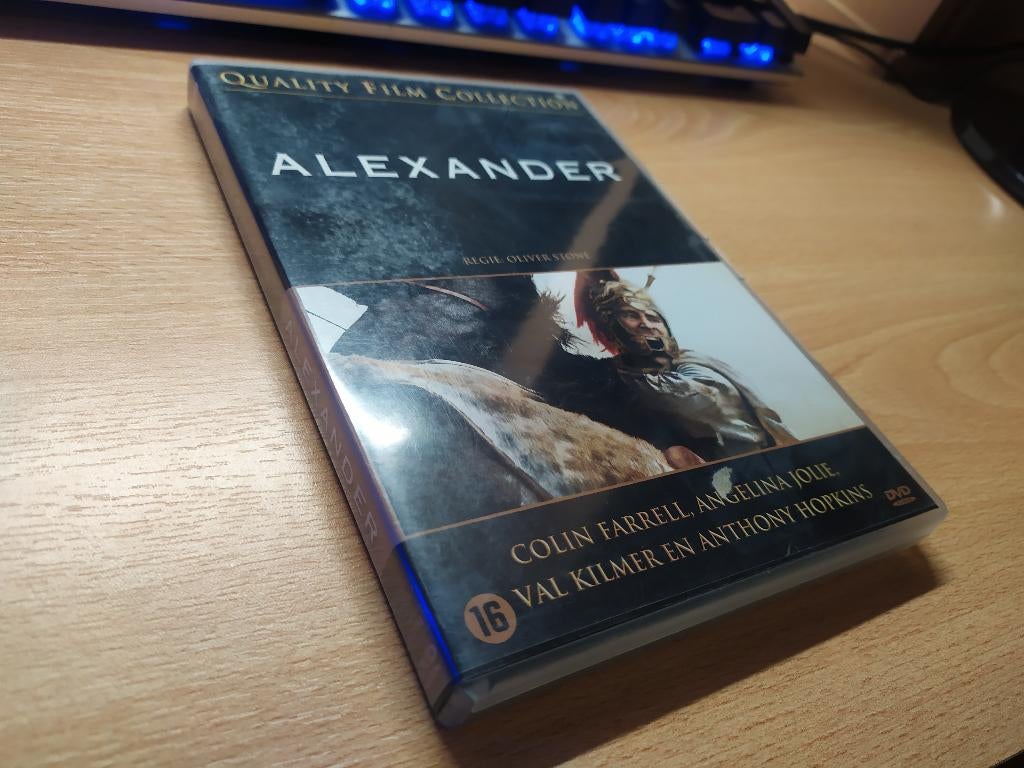 QUALITY FILM COLLECTION
ALEXANDER
REGIE: OLIVER STONE
ALEXANDER
COLIN FARRELL, ANGELINA JOLIE,
VAL KILMER EN ANTHONY HOPKINS
DVD
16